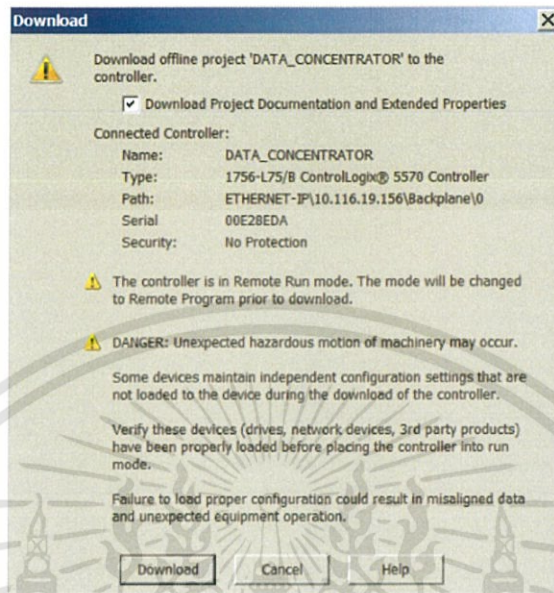 Download
Download offline project 'DATA_CONCENTRATOR' to the
controller.
Download Project Documentation and Extended Properties
Connected Controller:
Name: DATA_CONCENTRATOR
Type: 1756-L75/B ControlLogix® 5570 Controller
Path: ETHERNET-IP\10.116.19.156\Backplane\0
Serial 00E28EDA
Security: No Protection
The controller is in Remote Run mode. The mode will be changed
to Remote Program prior to download.
DANGER: Unexpected hazardous motion of machinery may occur.
Some devices maintain independent configuration settings that are
not loaded to the device during the download of the controller.
Verify these devices (drives, network devices, 3rd party products)
have been properly loaded before placing the controller into run
mode.
Failure to load proper configuration could result in misaligned data
and unexpected equipment operation.
Download Cancel Help